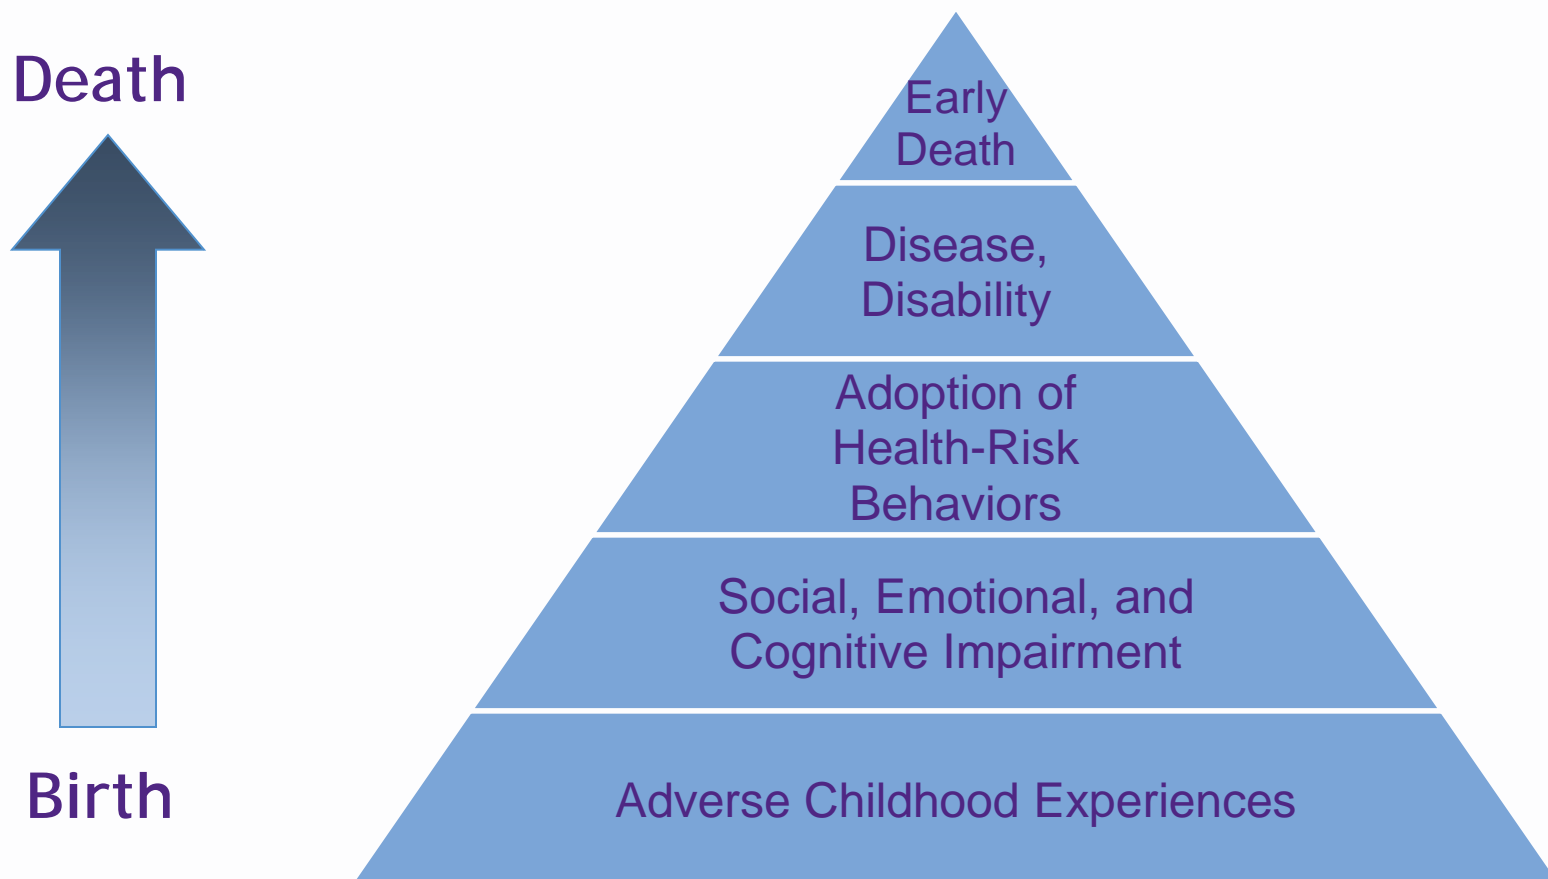 Death
Birth
Early
Death
Disease,
Disability
Adoption of
Health-Risk
Behaviors
Social, Emotional, and
Cognitive Impairment
Adverse Childhood Experiences